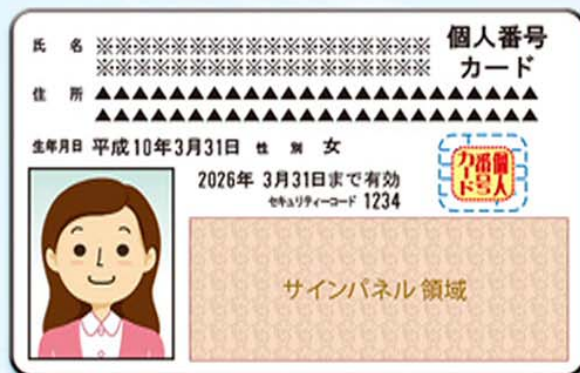 氏 名 ※※※※※※※※※※※※※※※※※※
※※※※※※※※※※※※※※※※※※
個人番号
カード
住 所 ▲▲▲▲▲▲▲▲▲▲▲▲▲▲▲▲▲▲▲▲▲▲▲▲
▲▲▲▲▲▲▲▲▲▲▲▲▲▲▲▲▲▲▲▲▲▲▲▲
生年月日 平成10年3月31日 性 別 女
2026年 3月31日まで有効
セキュリティーコード 1234
個人
番号
カード
サインパネル領域